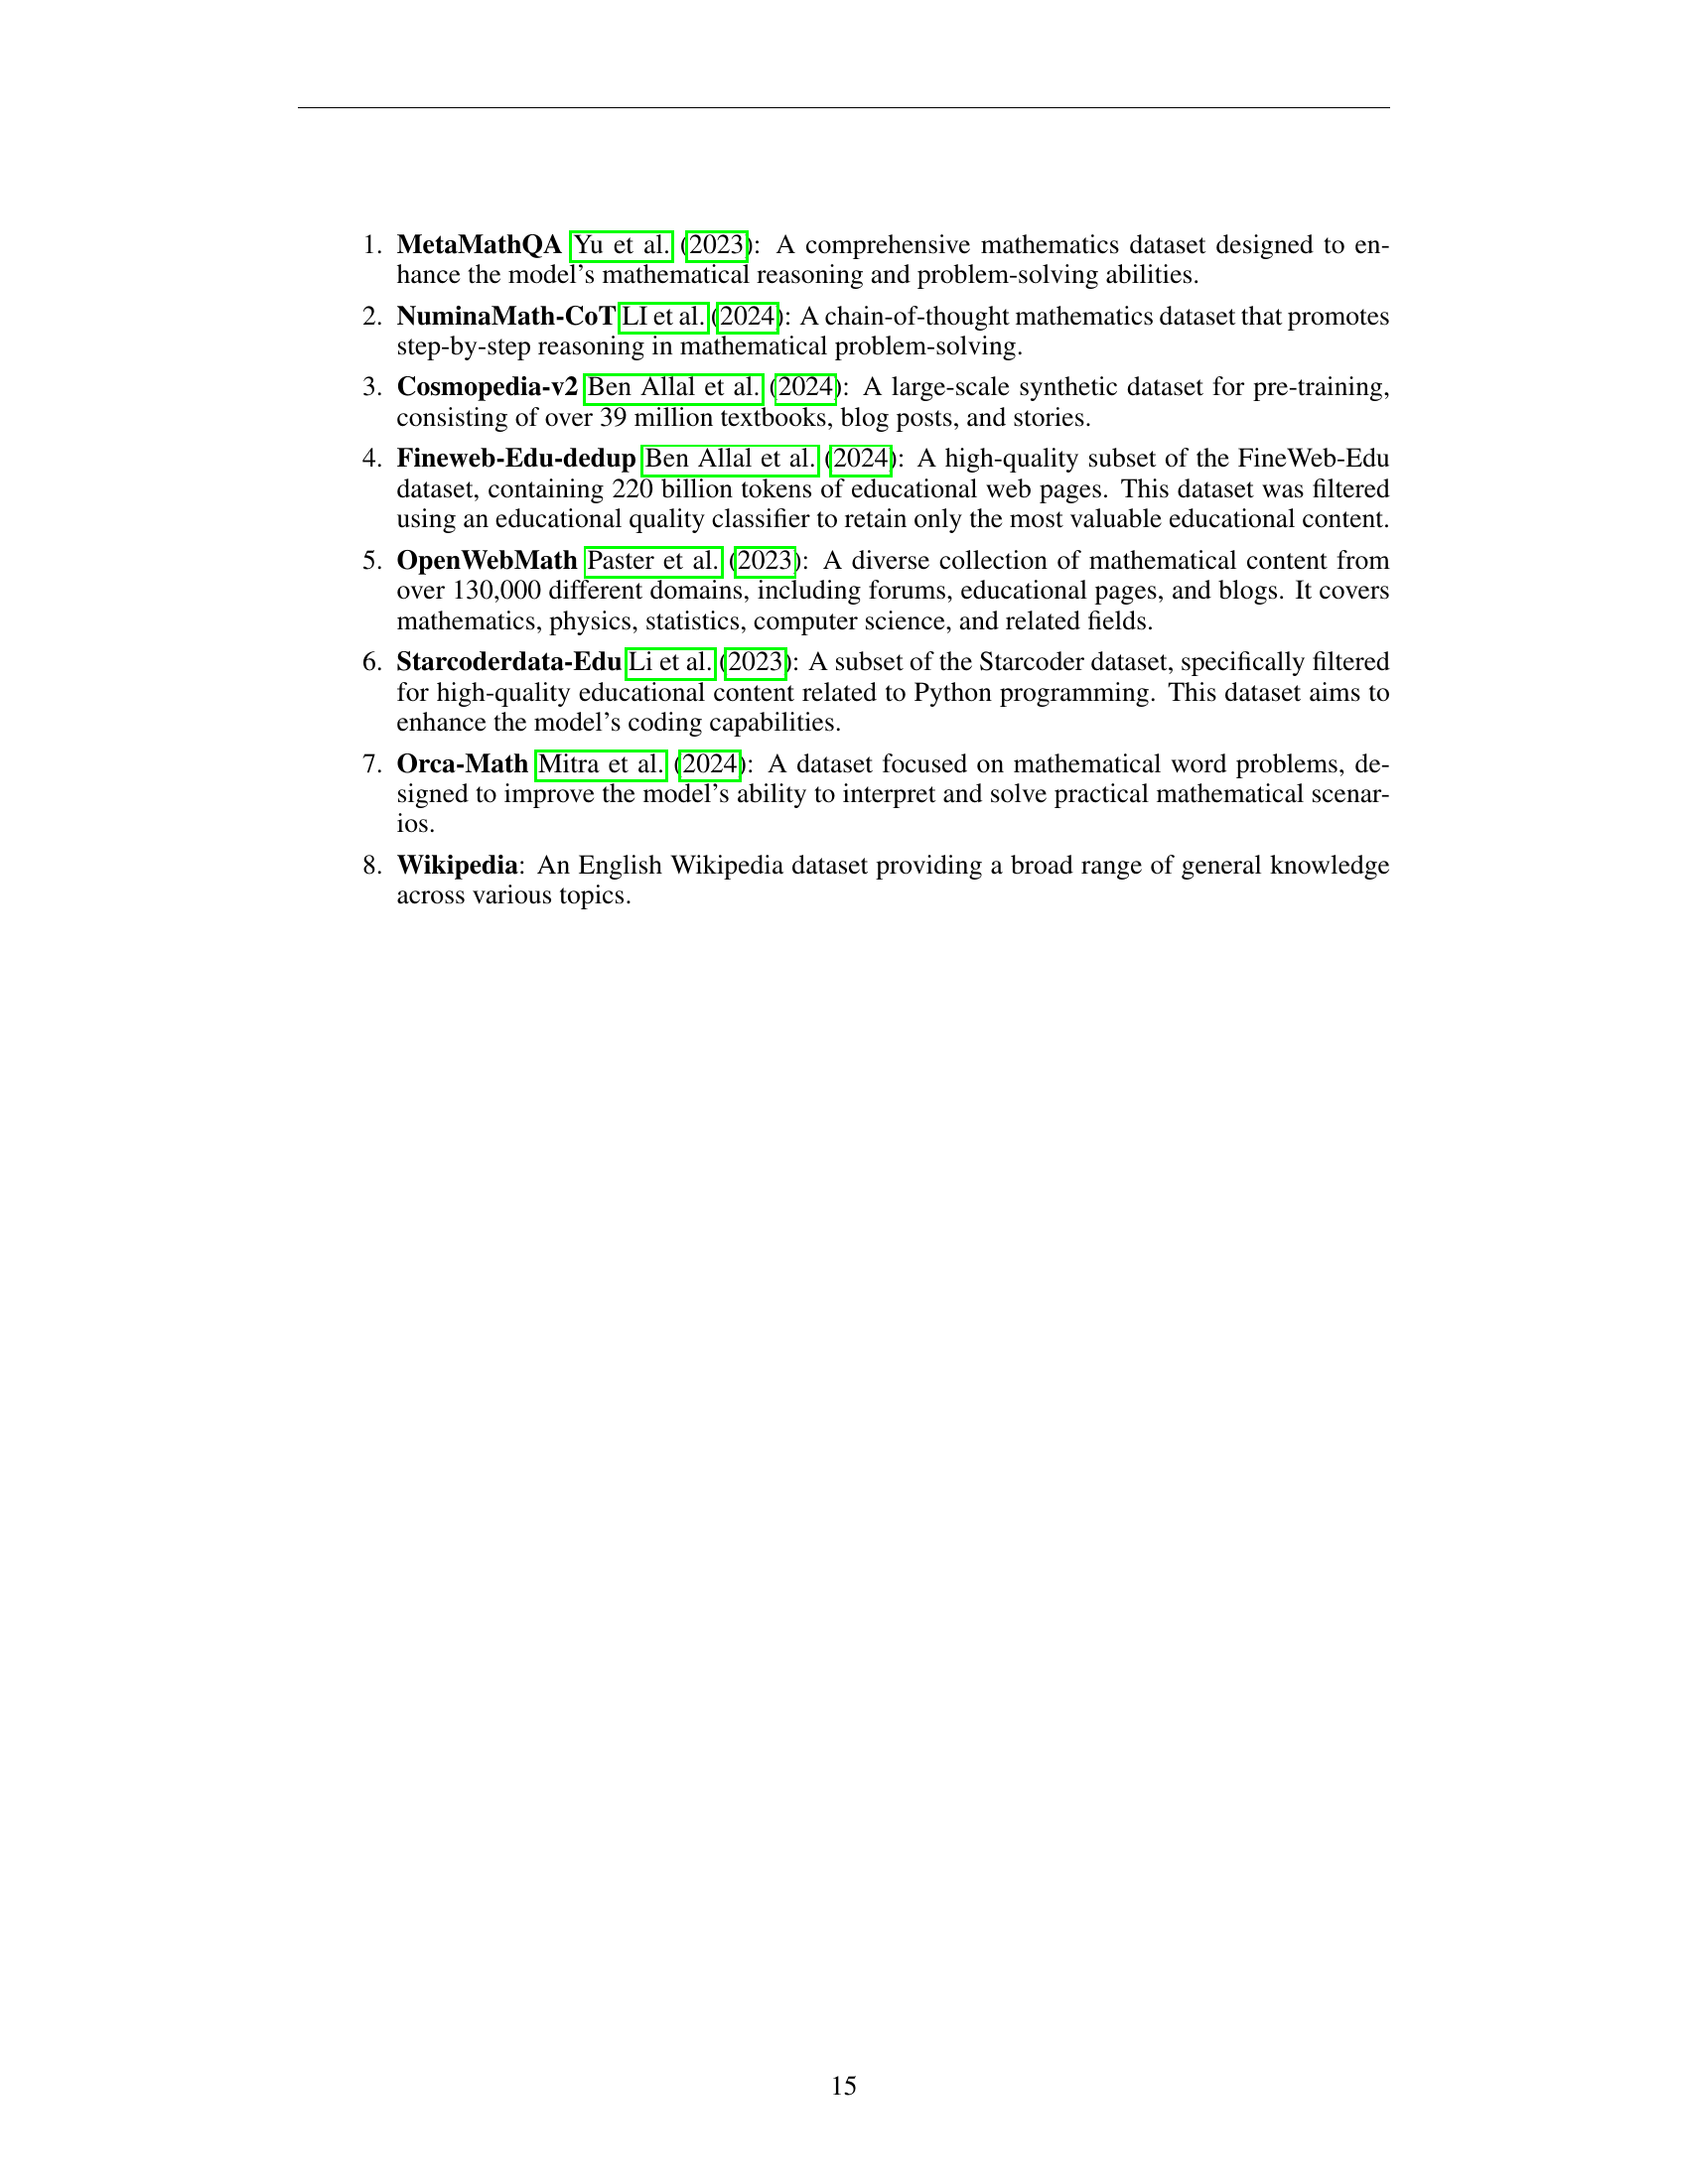 1. MetaMathQA Yu et al. (2023): A comprehensive mathematics dataset designed to en-
hance the model's mathematical reasoning and problem-solving abilities.
2. NuminaMath-CoT LI et al. (2024): A chain-of-thought mathematics dataset that promotes
step-by-step reasoning in mathematical problem-solving.
3. Cosmopedia-v2 Ben Allal et al. (2024): A large-scale synthetic dataset for pre-training,
consisting of over 39 million textbooks, blog posts, and stories.
4. Fineweb-Edu-dedup Ben Allal et al. (2024): A high-quality subset of the FineWeb-Edu
dataset, containing 220 billion tokens of educational web pages. This dataset was filtered
using an educational quality classifier to retain only the most valuable educational content.
5. OpenWebMath Paster et al. (2023): A diverse collection of mathematical content from
over 130,000 different domains, including forums, educational pages, and blogs. It covers
mathematics, physics, statistics, computer science, and related fields.
6. Starcoderdata-Edu Li et al. (2023): A subset of the Starcoder dataset, specifically filtered
for high-quality educational content related to Python programming. This dataset aims to
enhance the model's coding capabilities.
7. Orca-Math Mitra et al. (2024): A dataset focused on mathematical word problems, de-
signed to improve the model's ability to interpret and solve practical mathematical scenar-
ios.
8. Wikipedia: An English Wikipedia dataset providing a broad range of general knowledge
across various topics.
15